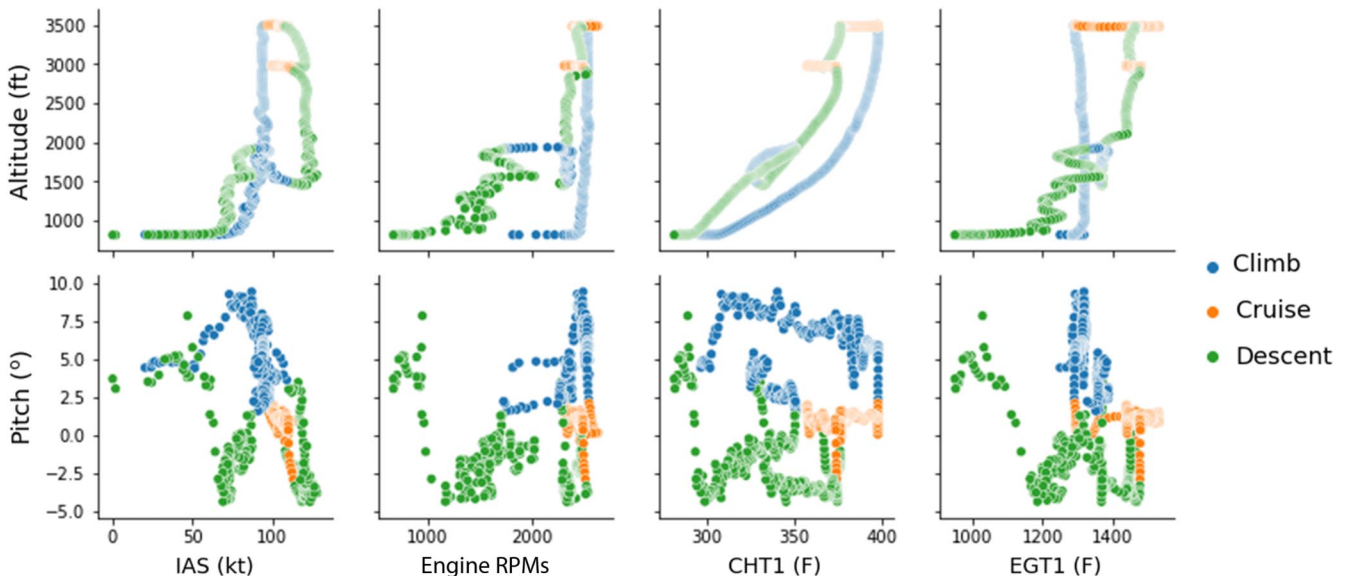 Altitude (ft)
3500
3000
2500
2000
1500
1000
Climb
Cruise
Descent
Pitch (º)
10.0
7.5
5.0
2.5
0.0
−2.5
−5.0
0 50 100
1000 2000
300 350 400
1000 1200 1400
IAS (kt)
Engine RPMs
CHT1 (F)
EGT1 (F)